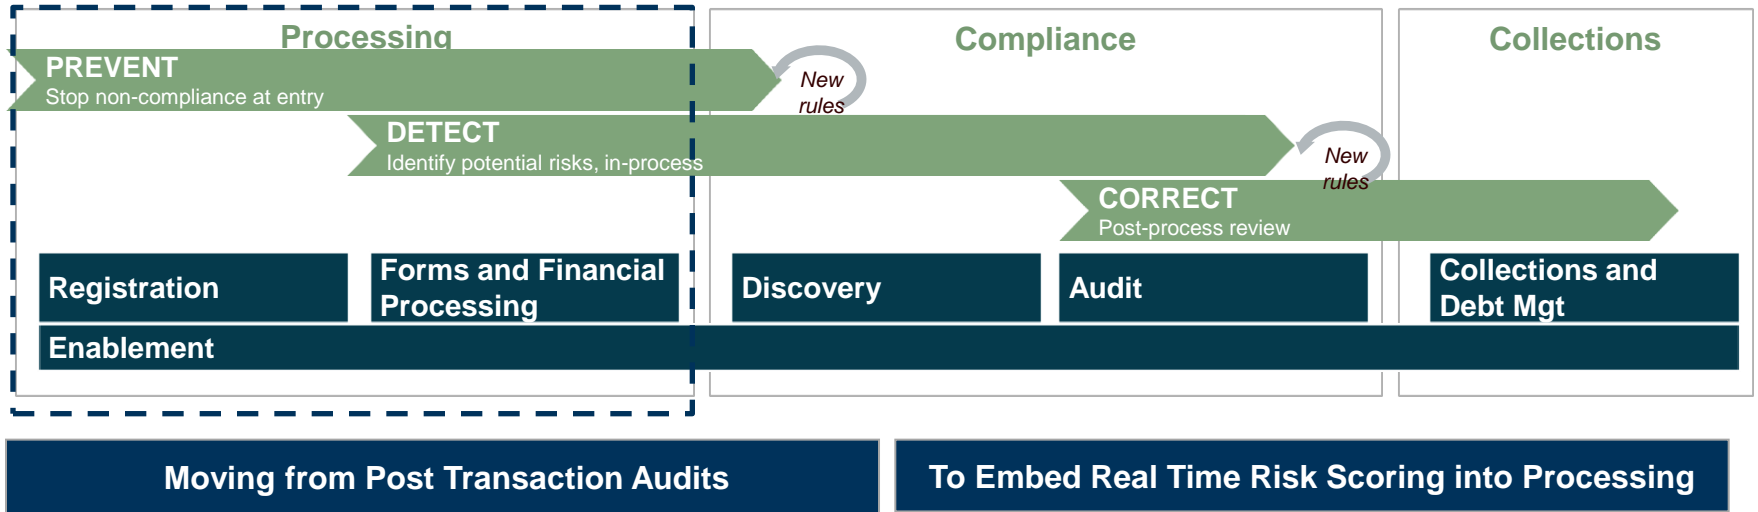 Processing
Compliance
Collections
PREVENT
Stop non-compliance at entry
New
rules
DETECT
Identify potential risks, in-process
New
rules
CORRECT
Post-process review
Registration
Forms and Financial
Processing
Discovery
Audit
Collections and
Debt Mgt
Enablement
Moving from Post Transaction Audits
To Embed Real Time Risk Scoring into Processing